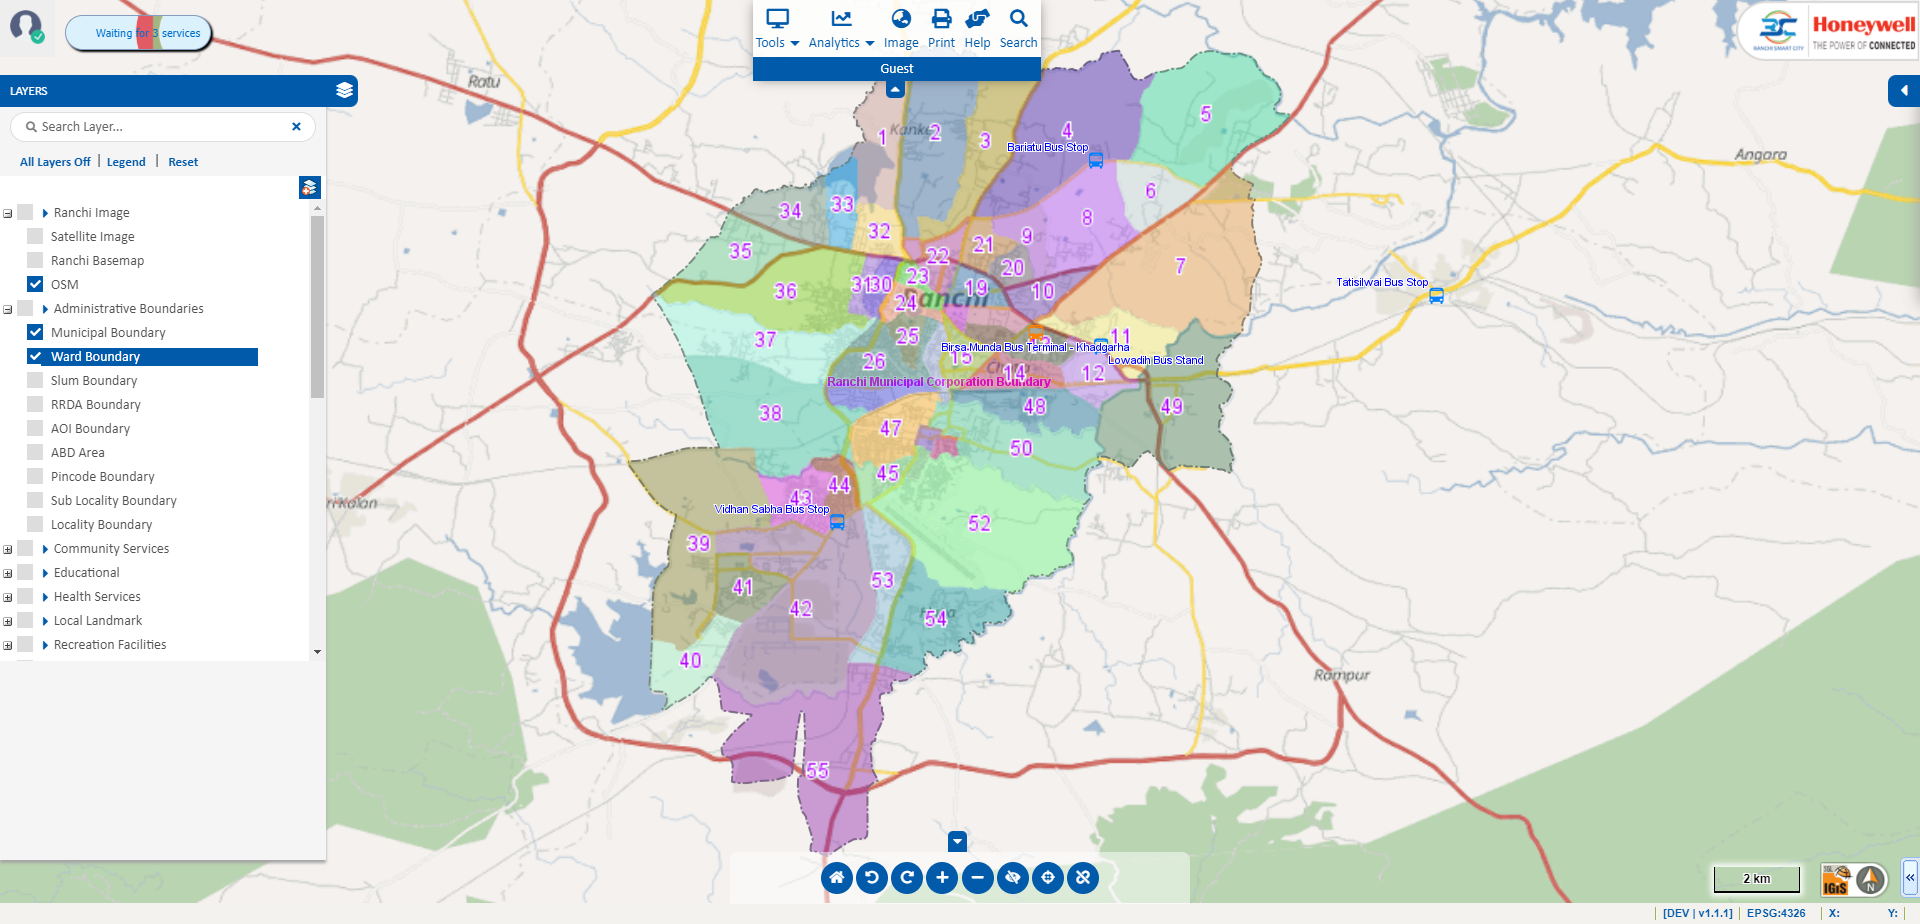 Waiting for 3 services
Tools
Analytics
Image
Print
Help
Search
Guest
RANCHI SMART CITY
Honeywell
THE POWER OF CONNECTED
LAYERS
Search Layer...
All Layers Off
Legend
Reset
Ranchi Image
Satellite Image
Ranchi Basemap
OSM
Administrative Boundaries
Municipal Boundary
Ward Boundary
Slum Boundary
RRDA Boundary
AOI Boundary
ABD Area
Pincode Boundary
Sub Locality Boundary
Locality Boundary
Community Services
Educational
Health Services
Local Landmark
Recreation Facilities
Ratu
Angara
1
2
3
4
5
Bariatu Bus Stop
6
33
34
8
32
9
21
35
22
7
20
23
Tatisilwai Bus Stop
31
30
36
19
10
Ranchi
24
25
11
37
Birsa Munda Bus Terminal - Khadgarha
15
Lowadih Bus Stand
26
14
12
Ranchi Municipal Corporation Boundary
38
48
49
47
50
45
44
43
Vidhan Sabha Bus Stop
52
39
53
41
42
54
40
Rampur
55
2 km
SGL
IGiS
N
[DEV | v1.1.1]
EPSG:4326
X:
Y: